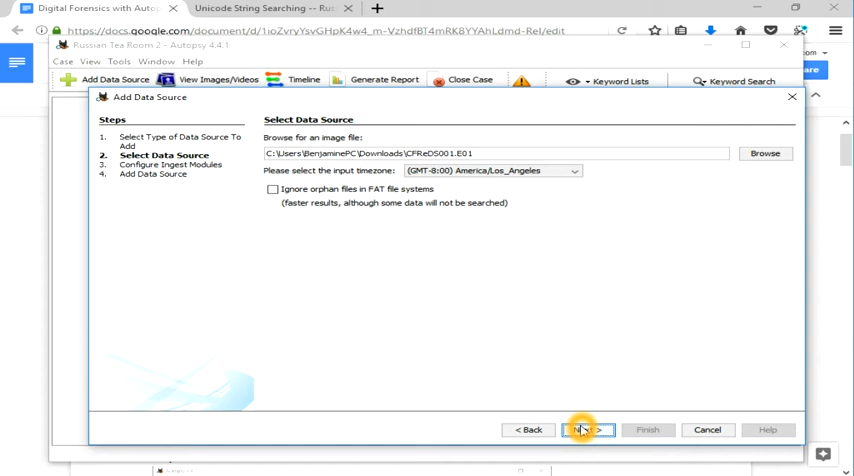 Digital Forensics with Autop
Unicode String Searching -- Rus
https://docs.google.com/document/d/1ioZvryYsvGHpK4w4_m-VzhdfBT4mRK8YYAhLdmd-ReI/edit
Russian Tea Room 2 - Autopsy 4.4.1
Case View Tools Window Help
Add Data Source View Images/Videos Timeline Generate Report Close Case Keyword Lists Keyword Search
Add Data Source
Steps
1. Select Type of Data Source To Add
2. Select Data Source
3. Configure Ingest Modules
4. Add Data Source
Select Data Source
Browse for an image file:
C:\Users\BenjaminePC\Downloads\CFReDS001.E01
Browse
Please select the input timezone: (GMT-8:00) America/Los_Angeles
Ignore orphan files in FAT file systems
(faster results, although some data will not be searched)
< Back Next > Finish Cancel Help